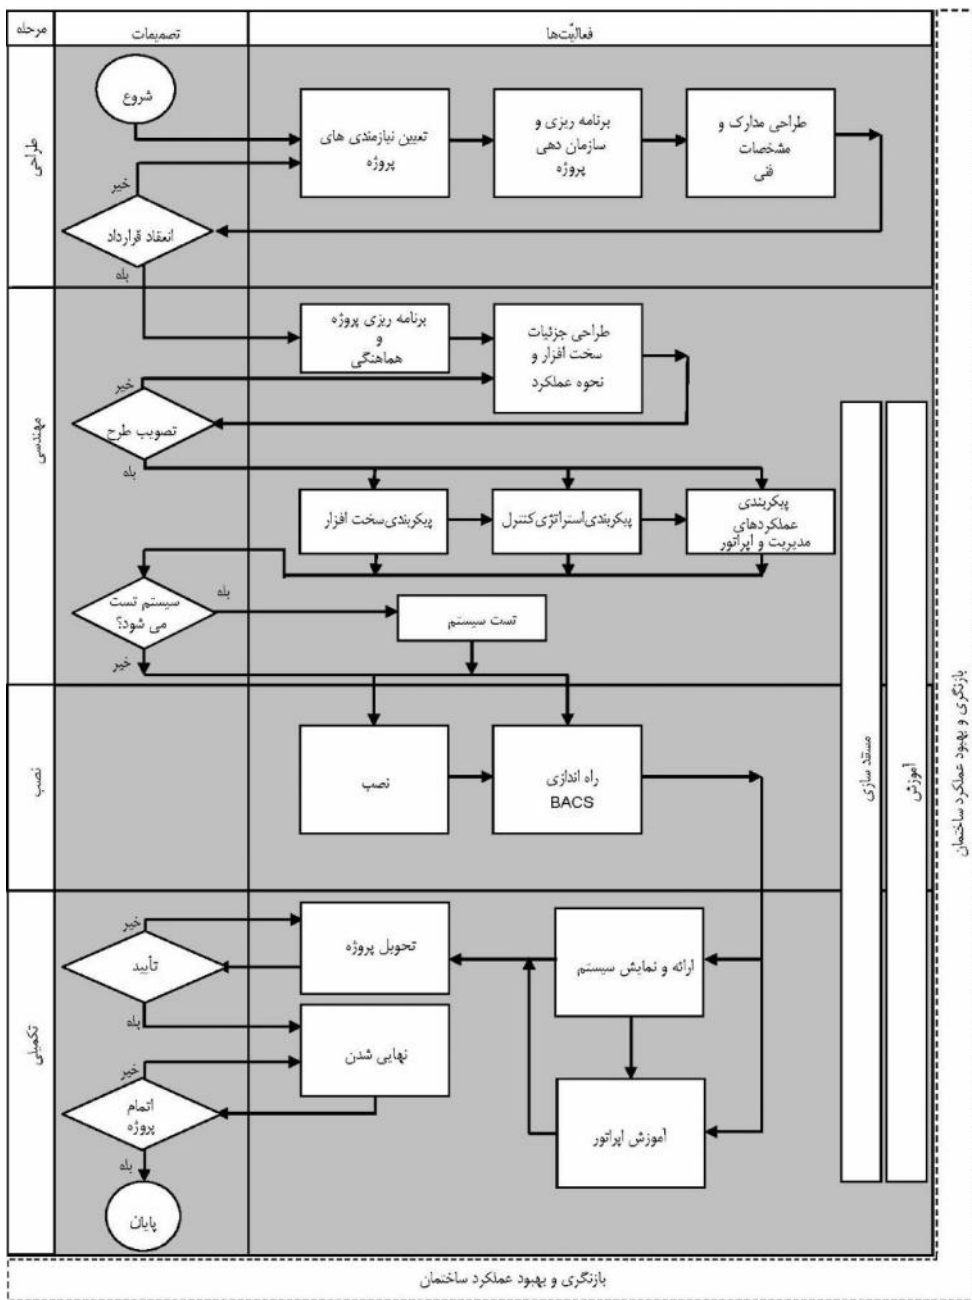 مرحله
تصمیمات
فعالیّت‌ها
طراحی
شروع
تعیین نیازمندی های
پروژه
برنامه ریزی و
سازمان دهی
پروژه
طراحی مدارک و
مشخصات
فنی
خیر
انعقاد قرارداد
بله
مهندسی
برنامه ریزی پروژه
و
هماهنگی
طراحی جزئیات
سخت افزار و
نحوه عملکرد
خیر
تصویب طرح
بله
پیکربندی سخت افزار
پیکربندی استراتژی کنترل
پیکربندی
عملکردهای
مدیریت و اپراتور
سیستم تست
می شود؟
بله
تست سیستم
خیر
نصب
نصب
راه اندازی
BACS
تکمیلی
خیر
تأیید
بله
تحویل پروژه
ارائه و نمایش سیستم
نهایی شدن
خیر
اتمام
پروژه
آموزش اپراتور
بله
پایان
مستند سازی
آموزش
بازنگری و بهبود عملکرد ساختمان
بازنگری و بهبود عملکرد ساختمان